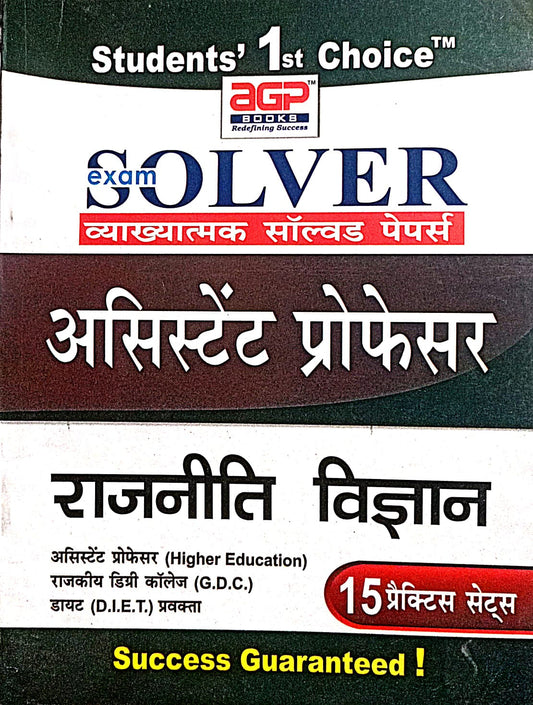 Students' 1st Choice™
aGP™
BOOKS
Redefining Success
exam SOLVER
व्याख्यात्मक सॉल्वड पेपर्स
असिस्टेंट प्रोफेसर
राजनीति विज्ञान
असिस्टेंट प्रोफेसर (Higher Education)
राजकीय डिग्री कॉलेज (G.D.C.)
डायट (D.I.E.T.) प्रवक्ता
15 प्रैक्टिस सेट्स
Success Guaranteed !